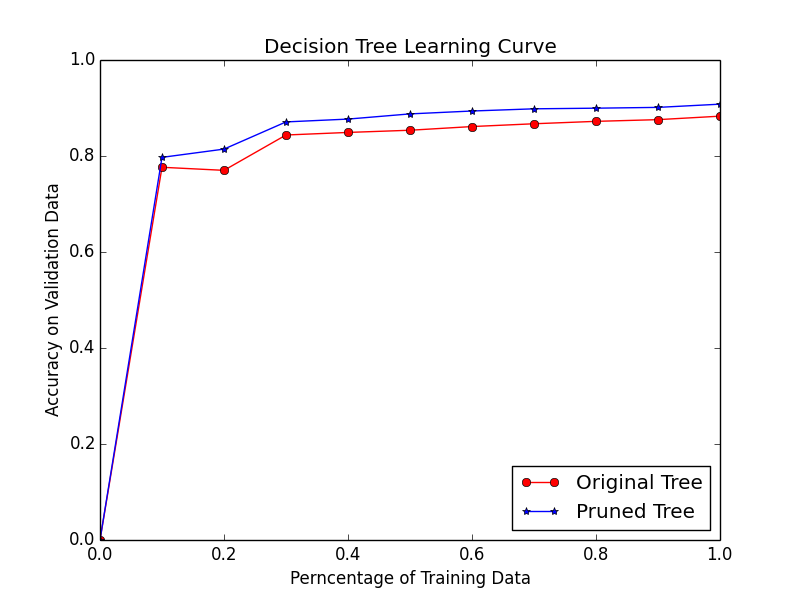 Decision Tree Learning Curve
1.0
0.8
0.6
0.4
0.2
0.0
Accuracy on Validation Data
0.0 0.2 0.4 0.6 0.8 1.0
Perncentage of Training Data
Original Tree
Pruned Tree